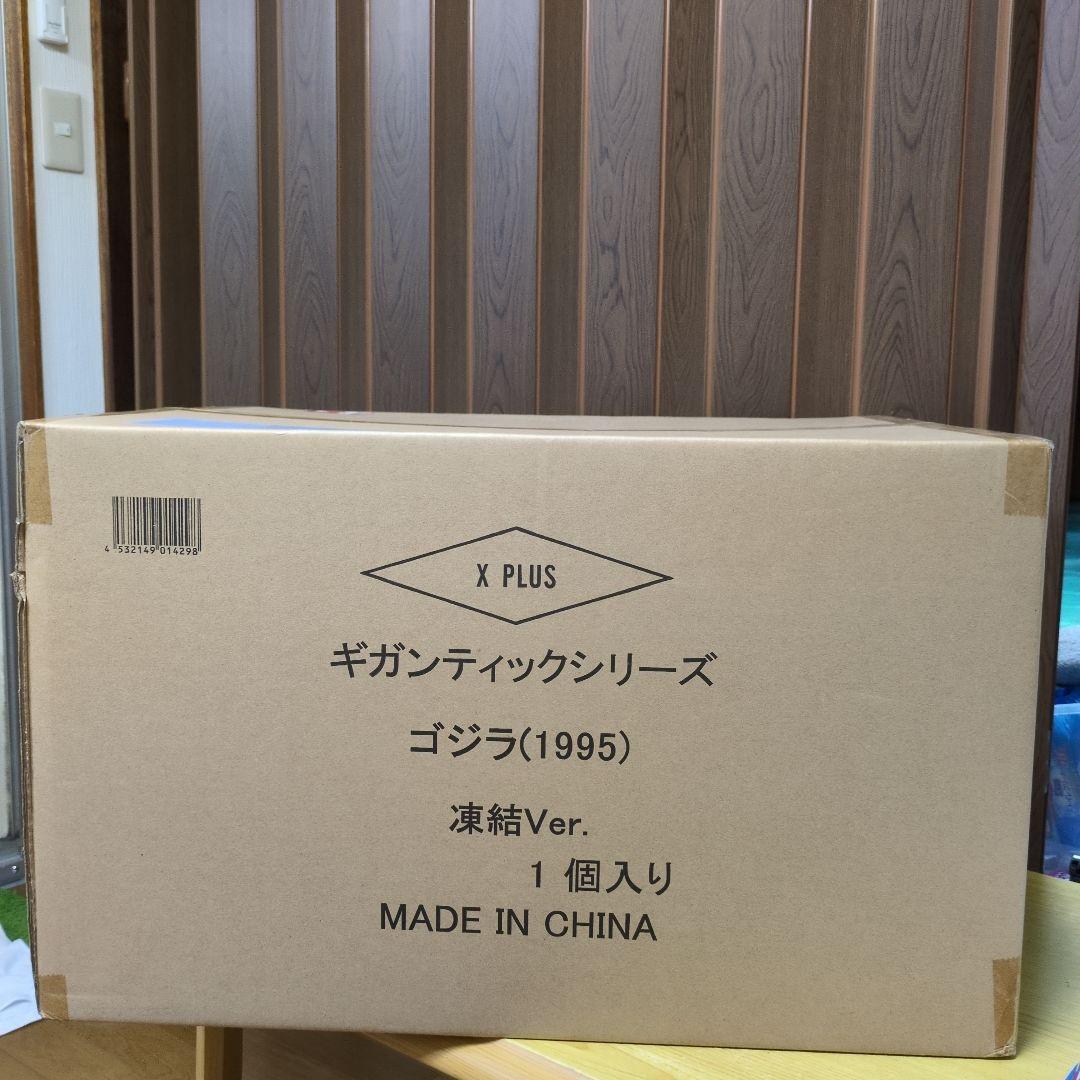 4 532149 014298
X PLUS
ギガンティックシリーズ
ゴジラ(1995)
凍結Ver.
1 個入り
MADE IN CHINA